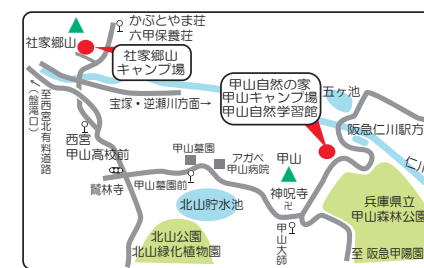 かぶとやま荘
六甲保養荘
社家郷山
社家郷山
キャンプ場
甲山自然の家
甲山キャンプ場
甲山自然学習館
五ヶ池
至西宮北有料道路
(盤滝口)
宝塚・逆瀬川方面→
阪急仁川駅方
西宮
甲山高校前
仁川
鷲林寺
甲山墓園
甲山墓園前
アガペ
甲山病院
甲山
神呪寺
卍
兵庫県立
甲山森林公園
北山貯水池
甲山大師
北山公園
北山緑化植物園
至 阪急甲陽園